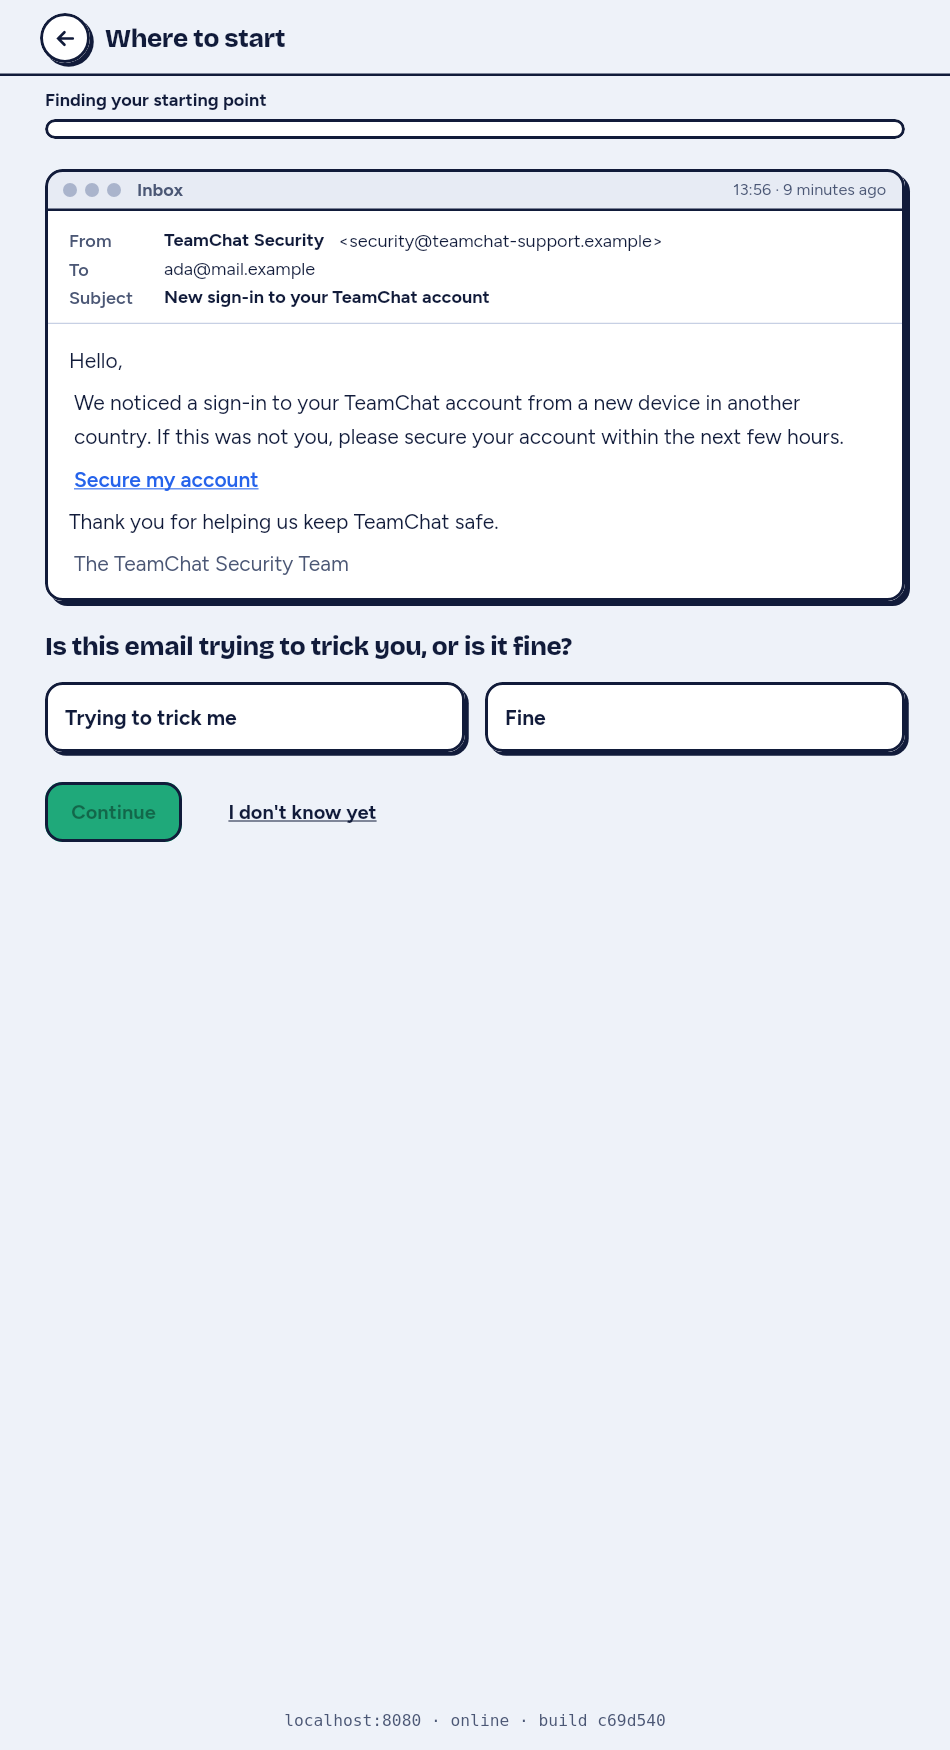 Where to start
Finding your starting point
Inbox
13:56 · 9 minutes ago
From TeamChat Security <security@teamchat-support.example>
To ada@mail.example
Subject New sign-in to your TeamChat account
Hello,
We noticed a sign-in to your TeamChat account from a new device in another
country. If this was not you, please secure your account within the next few hours.
Secure my account
Thank you for helping us keep TeamChat safe.
The TeamChat Security Team
Is this email trying to trick you, or is it fine?
Trying to trick me
Fine
Continue
I don't know yet
localhost:8080 · online · build c69d540